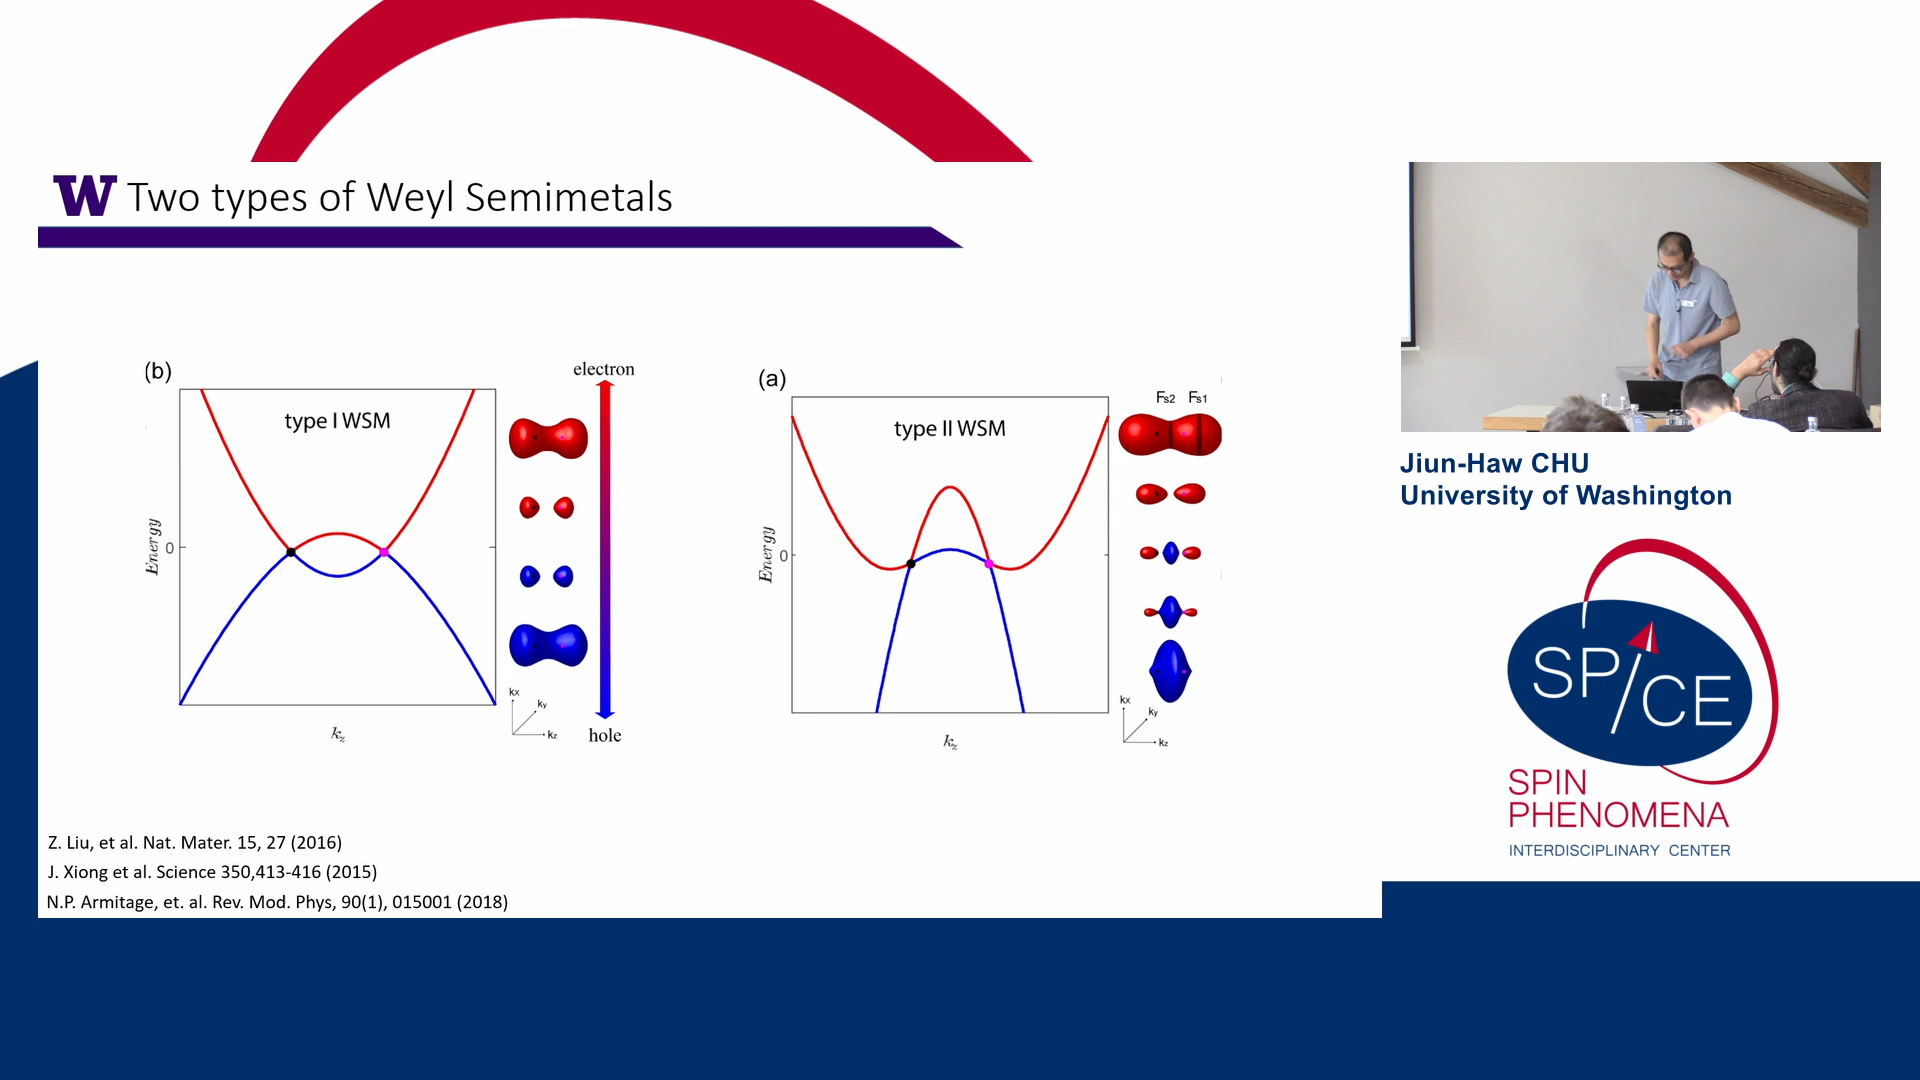 W Two types of Weyl Semimetals
(b)
type I WSM
Energy
0
kz
electron
hole
kx
ky
kz
(a)
type II WSM
Energy
0
kz
Fs2 Fs1
kx
ky
kz
Z. Liu, et al. Nat. Mater. 15, 27 (2016)
J. Xiong et al. Science 350,413-416 (2015)
N.P. Armitage, et. al. Rev. Mod. Phys, 90(1), 015001 (2018)
Jiun-Haw CHU
University of Washington
SPICE
SPIN
PHENOMENA
INTERDISCIPLINARY CENTER